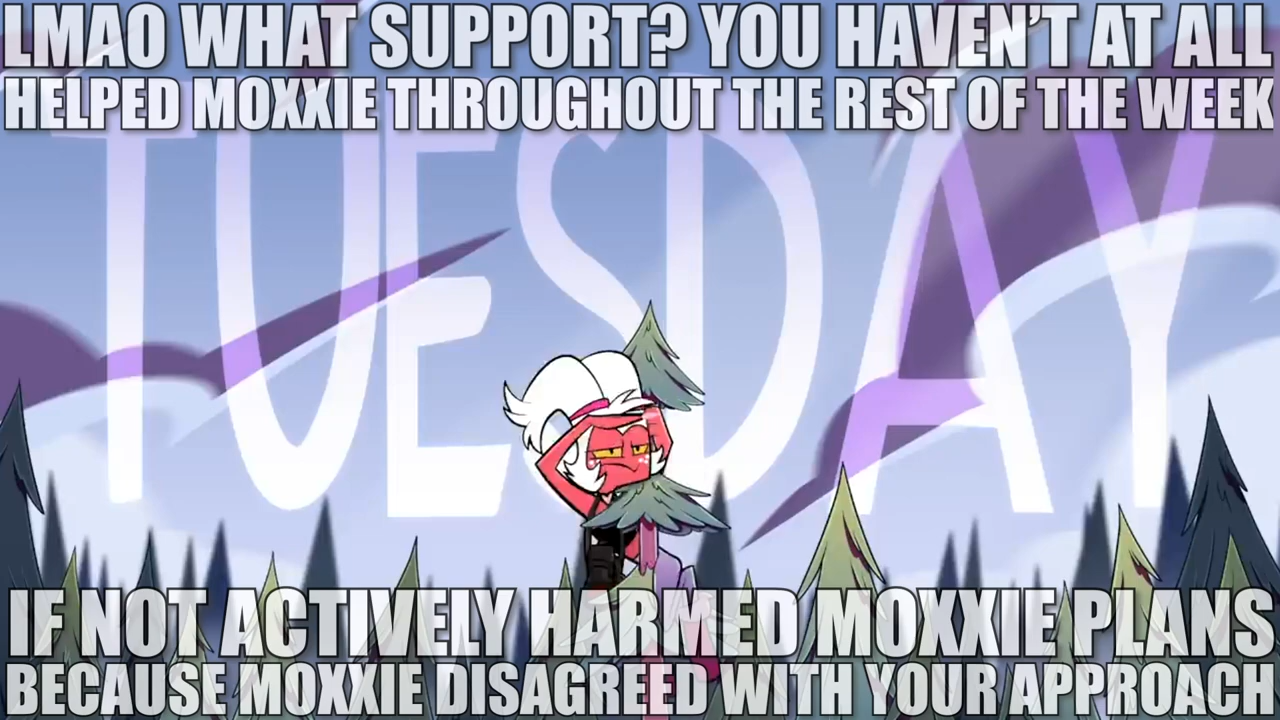 LMAO WHAT SUPPORT? YOU HAVEN'T AT ALL
HELPED MOXXIE THROUGHOUT THE REST OF THE WEEK
TUESDAY
IF NOT ACTIVELY HARMED MOXXIE PLANS
BECAUSE MOXXIE DISAGREED WITH YOUR APPROACH